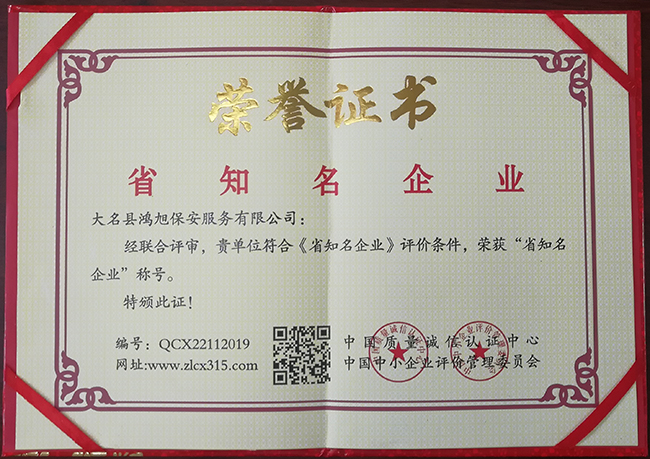 荣誉证书
省知名企业
大名县鸿旭保安服务有限公司：
经联合评审，贵单位符合《省知名企业》评价条件，荣获“省知名
企业”称号。
特颁此证！
编号：QCX22112019
网址:www.zlcx315.com
中国质量诚信认证中心
中国中小企业评价管理委员会